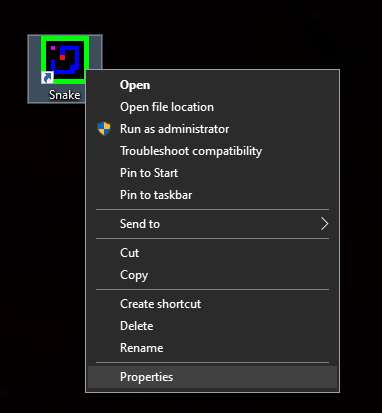 Snake
Open
Open file location
Run as administrator
Troubleshoot compatibility
Pin to Start
Pin to taskbar
Send to
Cut
Copy
Create shortcut
Delete
Rename
Properties